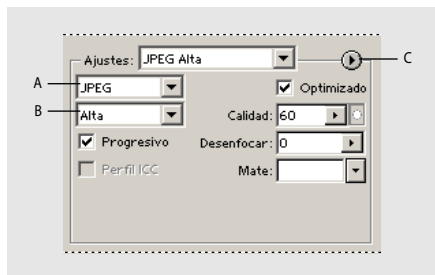 Ajustes: JPEG Alta C
A JPEG Optimizado
B Alta Calidad: 60
Progresivo Desenfocar: 0
Perfil ICC Mate: